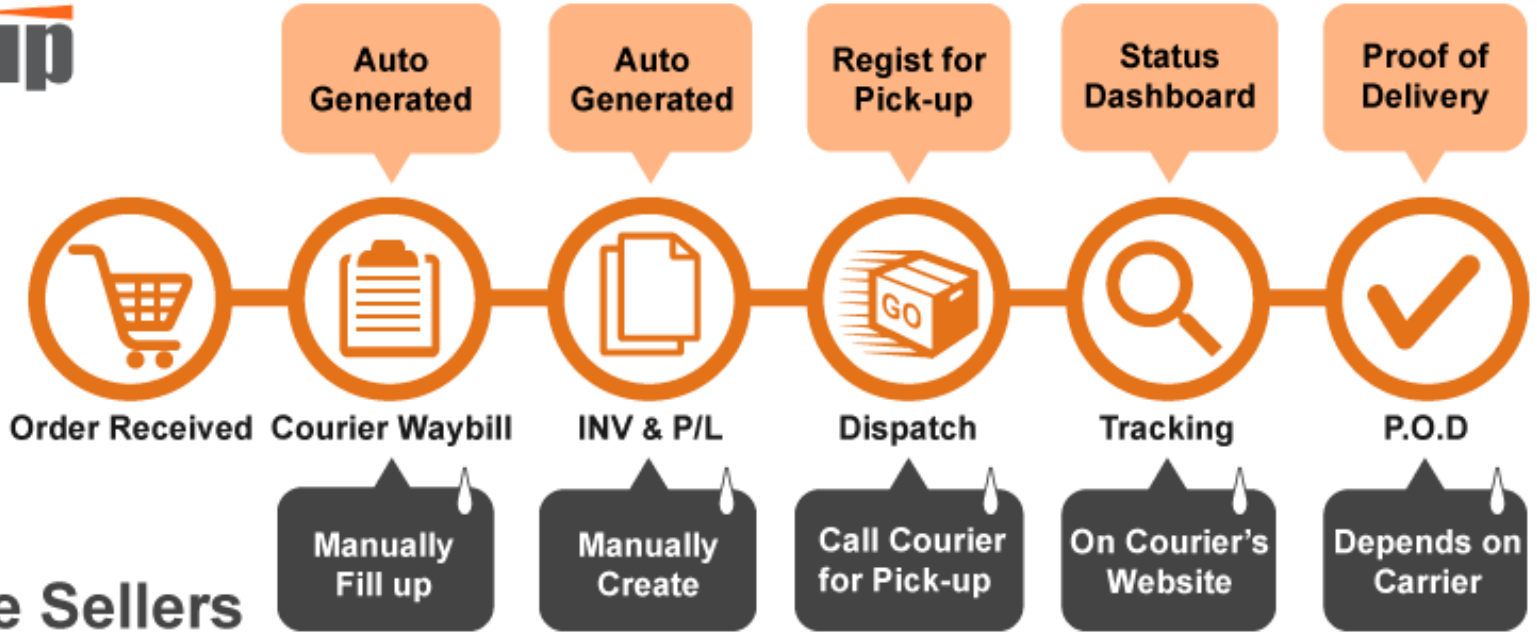 up
Auto
Generated
Auto
Generated
Regist for
Pick-up
Status
Dashboard
Proof of
Delivery
GO
Order Received
Courier Waybill
INV & P/L
Dispatch
Tracking
P.O.D
Manually
Fill up
Manually
Create
Call Courier
for Pick-up
On Courier's
Website
Depends on
Carrier
e Sellers